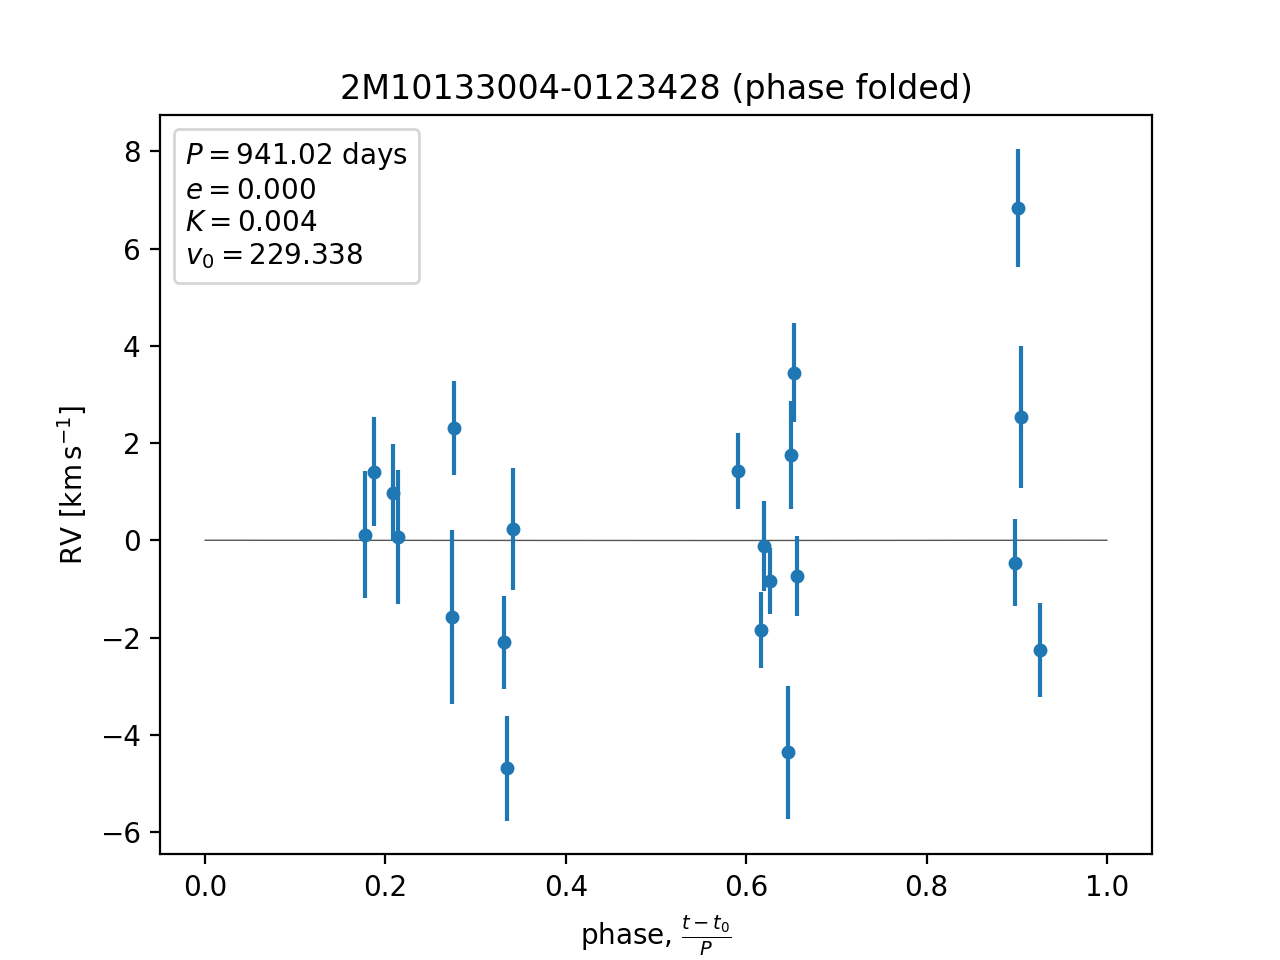 2M10133004-0123428 (phase folded)
P = 941.02 days
e = 0.000
K = 0.004
v₀ = 229.338
8
6
4
2
0
−2
−4
−6
RV [km s⁻¹]
0.0 0.2 0.4 0.6 0.8 1.0
phase, (t − t₀)/P